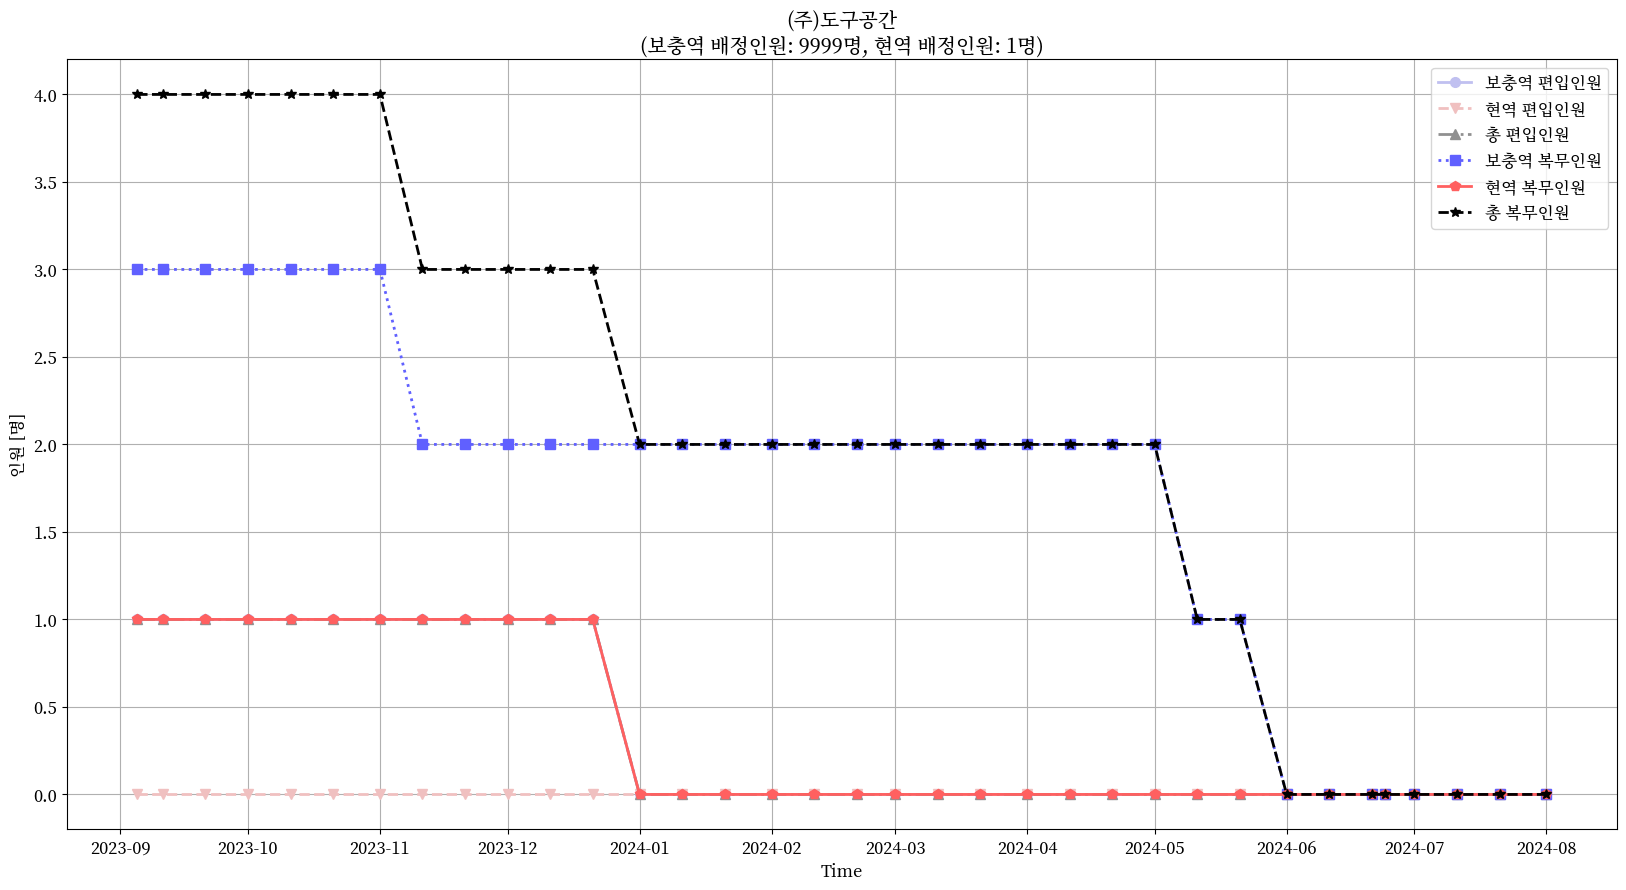 (주)도구공간
(보충역 배정인원: 9999명, 현역 배정인원: 1명)
보충역 편입인원
현역 편입인원
총 편입인원
보충역 복무인원
현역 복무인원
총 복무인원
인원 [명]
4.0
3.5
3.0
2.5
2.0
1.5
1.0
0.5
0.0
2023-09 2023-10 2023-11 2023-12 2024-01 2024-02 2024-03 2024-04 2024-05 2024-06 2024-07 2024-08
Time